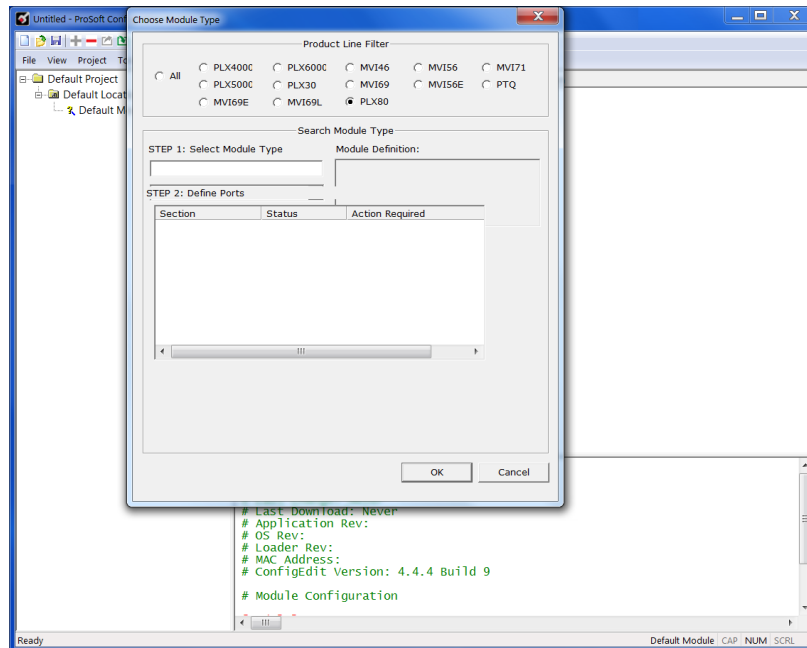 Untitled - ProSoft Conf
Choose Module Type
File View Project To
Default Project
Default Locat
Default M
Product Line Filter
All PLX400C PLX600C MVI46 MVI56 MVI71
PLX500C PLX30 MVI69 MVI56E PTQ
MVI69E MVI69L PLX80
Search Module Type
STEP 1: Select Module Type Module Definition:
STEP 2: Define Ports
Section Status Action Required
OK Cancel
# Last Download: Never
# Application Rev:
# OS Rev:
# Loader Rev:
# MAC Address:
# ConfigEdit Version: 4.4.4 Build 9
# Module Configuration
Ready Default Module CAP NUM SCRL